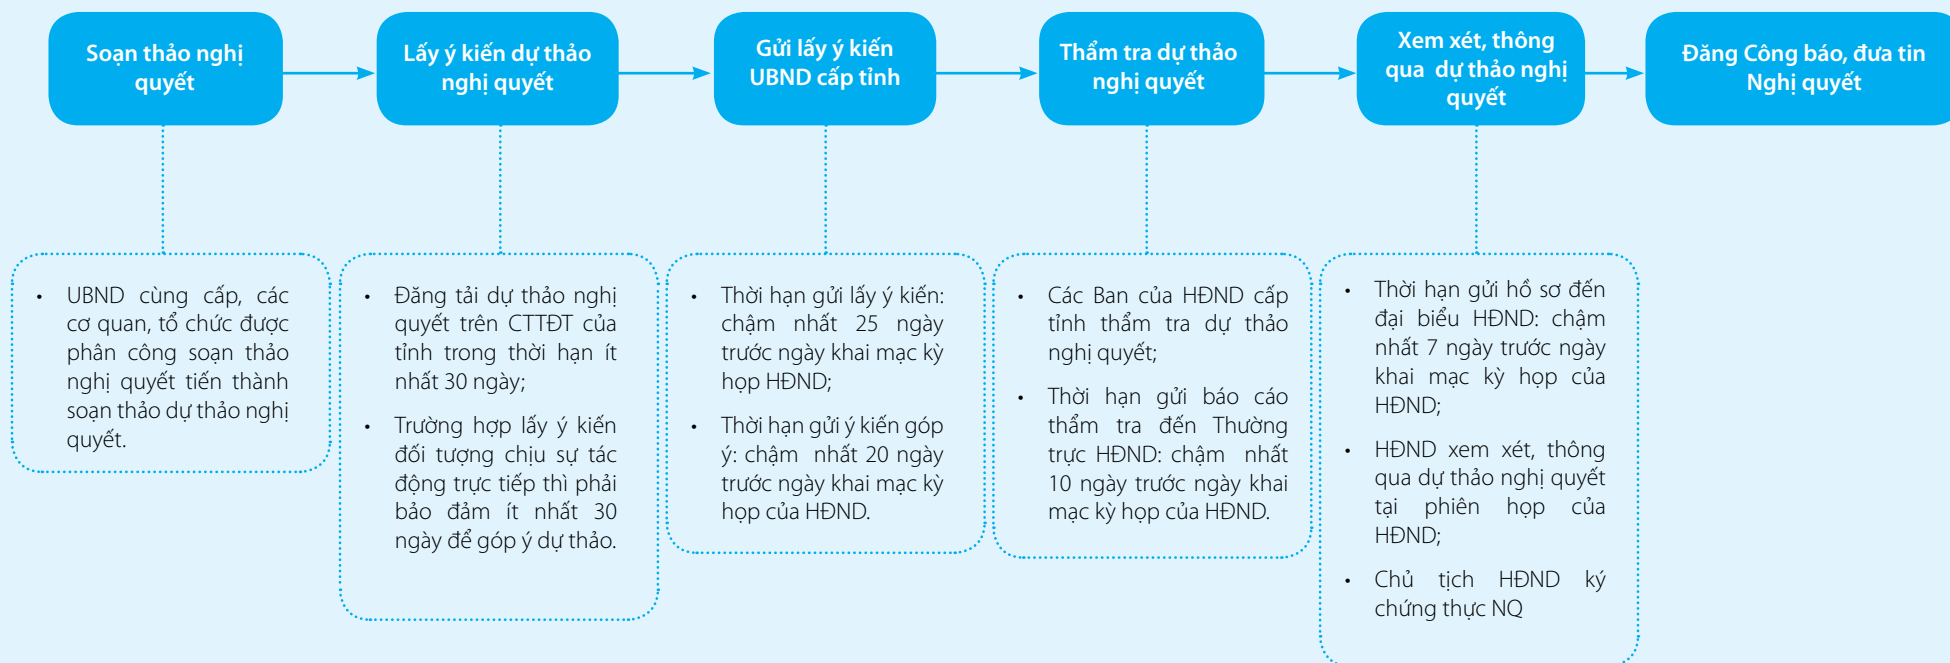 Soạn thảo nghị
quyết
Lấy ý kiến dự thảo
nghị quyết
Gửi lấy ý kiến
UBND cấp tỉnh
Thẩm tra dự thảo
nghị quyết
Xem xét, thông
qua dự thảo nghị
quyết
Đăng Công báo, đưa tin
Nghị quyết
• UBND cùng cấp, các
cơ quan, tổ chức được
phân công soạn thảo
nghị quyết tiến thành
soạn thảo dự thảo nghị
quyết.
• Đăng tải dự thảo nghị
quyết trên CTTĐT của
tỉnh trong thời hạn ít
nhất 30 ngày;
• Trường hợp lấy ý kiến
đối tượng chịu sự tác
động trực tiếp thì phải
bảo đảm ít nhất 30
ngày để góp ý dự thảo.
• Thời hạn gửi lấy ý kiến:
chậm nhất 25 ngày
trước ngày khai mạc kỳ
họp HĐND;
• Thời hạn gửi ý kiến góp
ý: chậm nhất 20 ngày
trước ngày khai mạc kỳ
họp của HĐND.
• Các Ban của HĐND cấp
tỉnh thẩm tra dự thảo
nghị quyết;
• Thời hạn gửi báo cáo
thẩm tra đến Thường
trực HĐND: chậm nhất
10 ngày trước ngày khai
mạc kỳ họp của HĐND.
• Thời hạn gửi hồ sơ đến
đại biểu HĐND: chậm
nhất 7 ngày trước ngày
khai mạc kỳ họp của
HĐND;
• HĐND xem xét, thông
qua dự thảo nghị quyết
tại phiên họp của
HĐND;
• Chủ tịch HĐND ký
chứng thực NQ